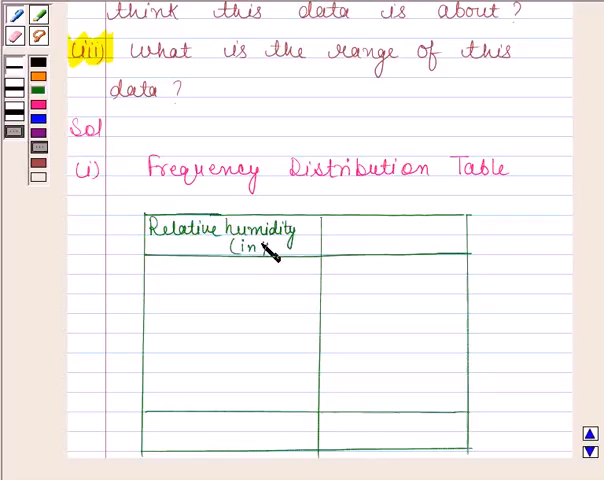 think this data is about?
(iii) What is the range of this
data?
Sol
(i) Frequency Distribution Table
Relative humidity
(in